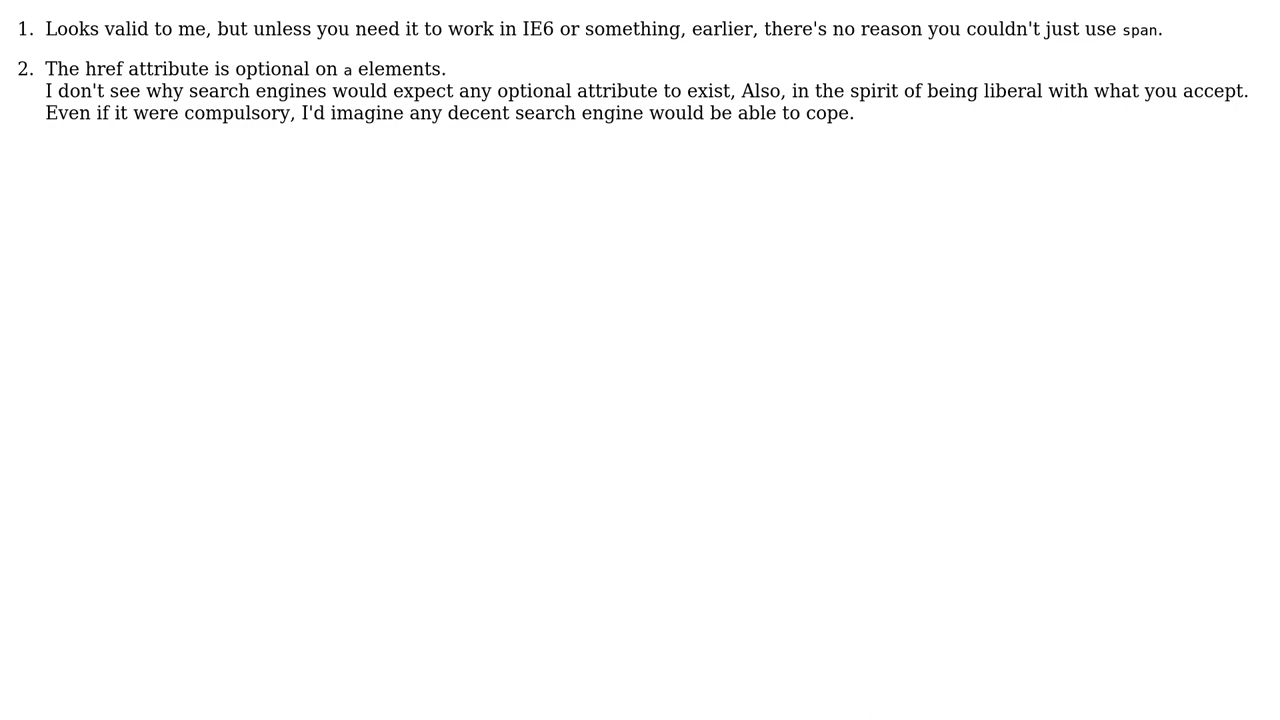 1. Looks valid to me, but unless you need it to work in IE6 or something, earlier, there's no reason you couldn't just use span.
2. The href attribute is optional on a elements.
I don't see why search engines would expect any optional attribute to exist, Also, in the spirit of being liberal with what you accept.
Even if it were compulsory, I'd imagine any decent search engine would be able to cope.